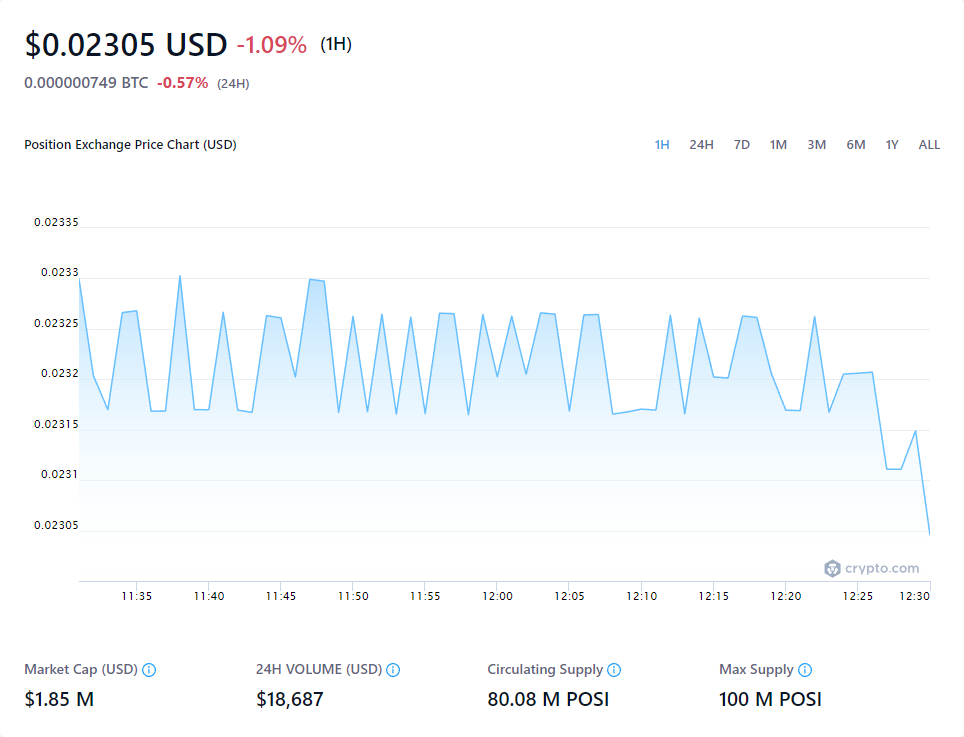 $0.02305 USD -1.09% (1H)
0.000000749 BTC -0.57% (24H)
Position Exchange Price Chart (USD) 1H 24H 7D 1M 3M 6M 1Y ALL
0.02335
0.0233
0.02325
0.0232
0.02315
0.0231
0.02305
crypto.com
11:35 11:40 11:45 11:50 11:55 12:00 12:05 12:10 12:15 12:20 12:25 12:30
Market Cap (USD) 24H VOLUME (USD) Circulating Supply Max Supply
$1.85 M $18,687 80.08 M POSI 100 M POSI